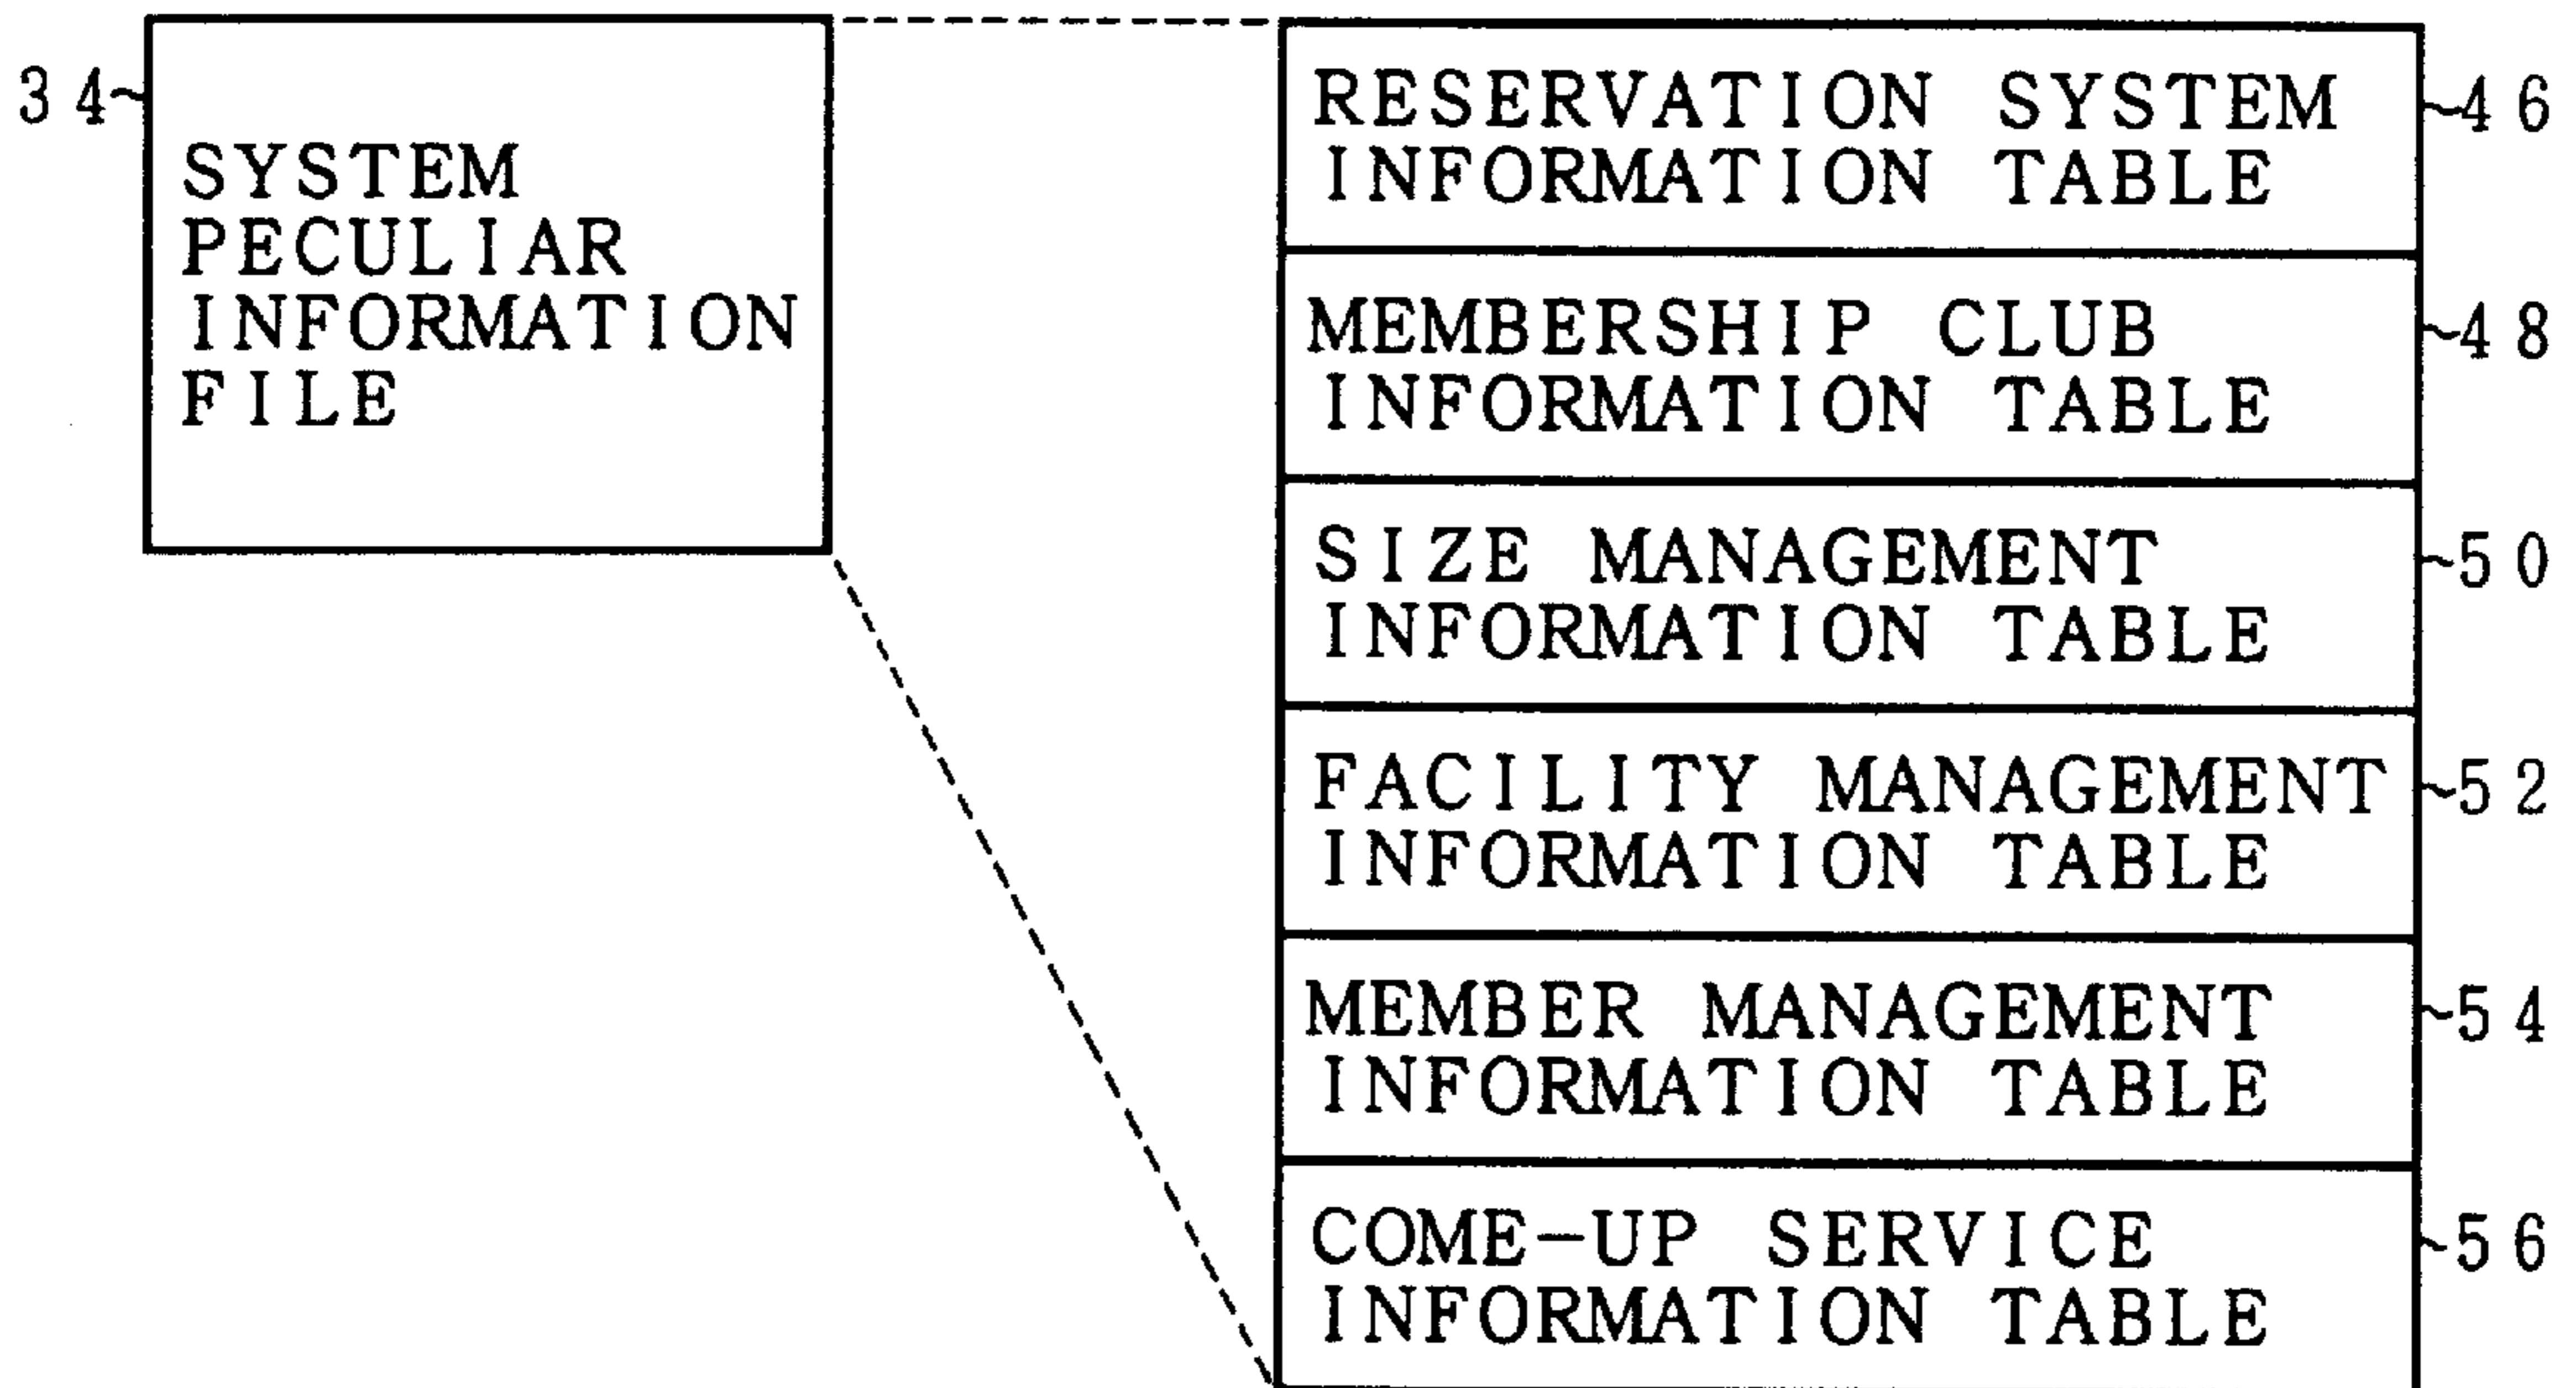 34
SYSTEM
PECULIAR
INFORMATION
FILE
RESERVATION SYSTEM
INFORMATION TABLE
46
MEMBERSHIP CLUB
INFORMATION TABLE
48
SIZE MANAGEMENT
INFORMATION TABLE
50
FACILITY MANAGEMENT
INFORMATION TABLE
52
MEMBER MANAGEMENT
INFORMATION TABLE
54
COME-UP SERVICE
INFORMATION TABLE
56